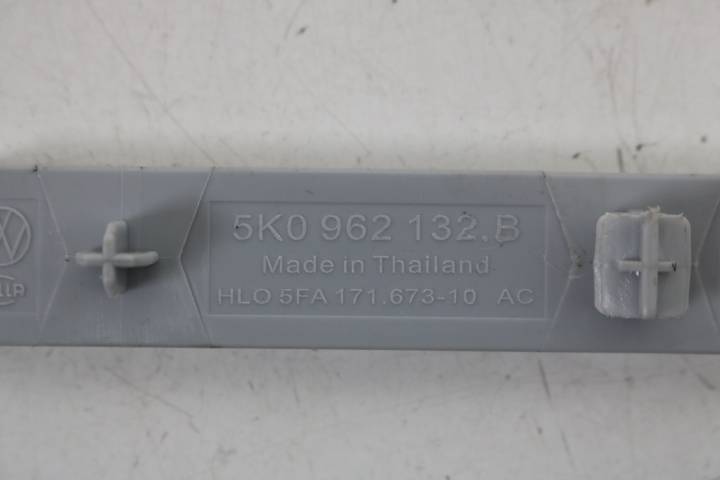 5K0 962 132.B
Made in Thailand
HLO 5FA 171.673-10 AC